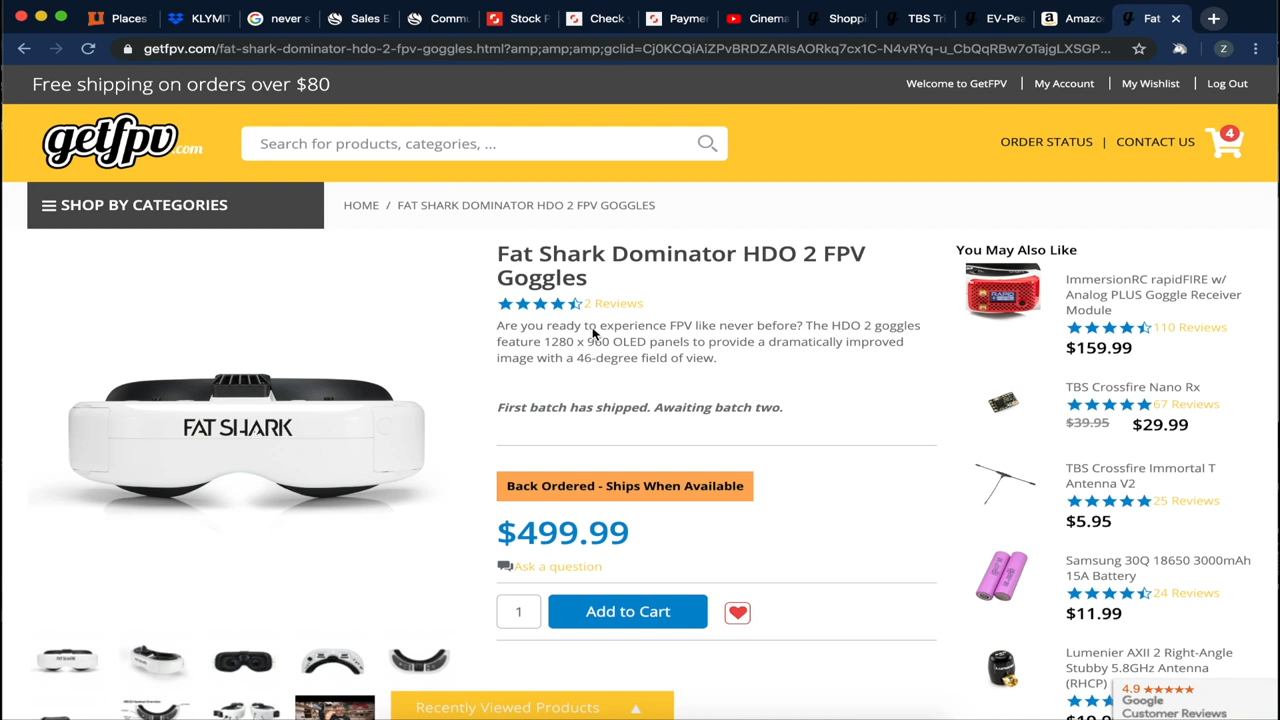 Places
KLYMIT
never s
Sales E
Commu
Stock P
Check
Paymer
Cinema
Shoppi
TBS Tri
EV-Pea
Amazo
Fat
getfpv.com/fat-shark-dominator-hdo-2-fpv-goggles.html?amp;amp;amp;gclid=Cj0KCQiAiZPvBRDZARIsAORkq7cx1C-N4vRYq-u_CbQqRBw7oTajgLXSGP...
Z
Free shipping on orders over $80
Welcome to GetFPV
My Account
My Wishlist
Log Out
getfpv.com
Search for products, categories, ...
ORDER STATUS | CONTACT US
4
SHOP BY CATEGORIES
HOME / FAT SHARK DOMINATOR HDO 2 FPV GOGGLES
Fat Shark Dominator HDO 2 FPV
Goggles
2 Reviews
Are you ready to experience FPV like never before? The HDO 2 goggles
feature 1280 x 960 OLED panels to provide a dramatically improved
image with a 46-degree field of view.
First batch has shipped. Awaiting batch two.
Back Ordered - Ships When Available
$499.99
Ask a question
1
Add to Cart
FAT SHARK
Recently Viewed Products
You May Also Like
ImmersionRC rapidFIRE w/
Analog PLUS Goggle Receiver
Module
110 Reviews
$159.99
TBS Crossfire Nano Rx
67 Reviews
$39.95 $29.99
TBS Crossfire Immortal T
Antenna V2
25 Reviews
$5.95
Samsung 30Q 18650 3000mAh
15A Battery
24 Reviews
$11.99
Lumenier AXII 2 Right-Angle
Stubby 5.8GHz Antenna
(RHCP)
4.9
Google
Customer Reviews